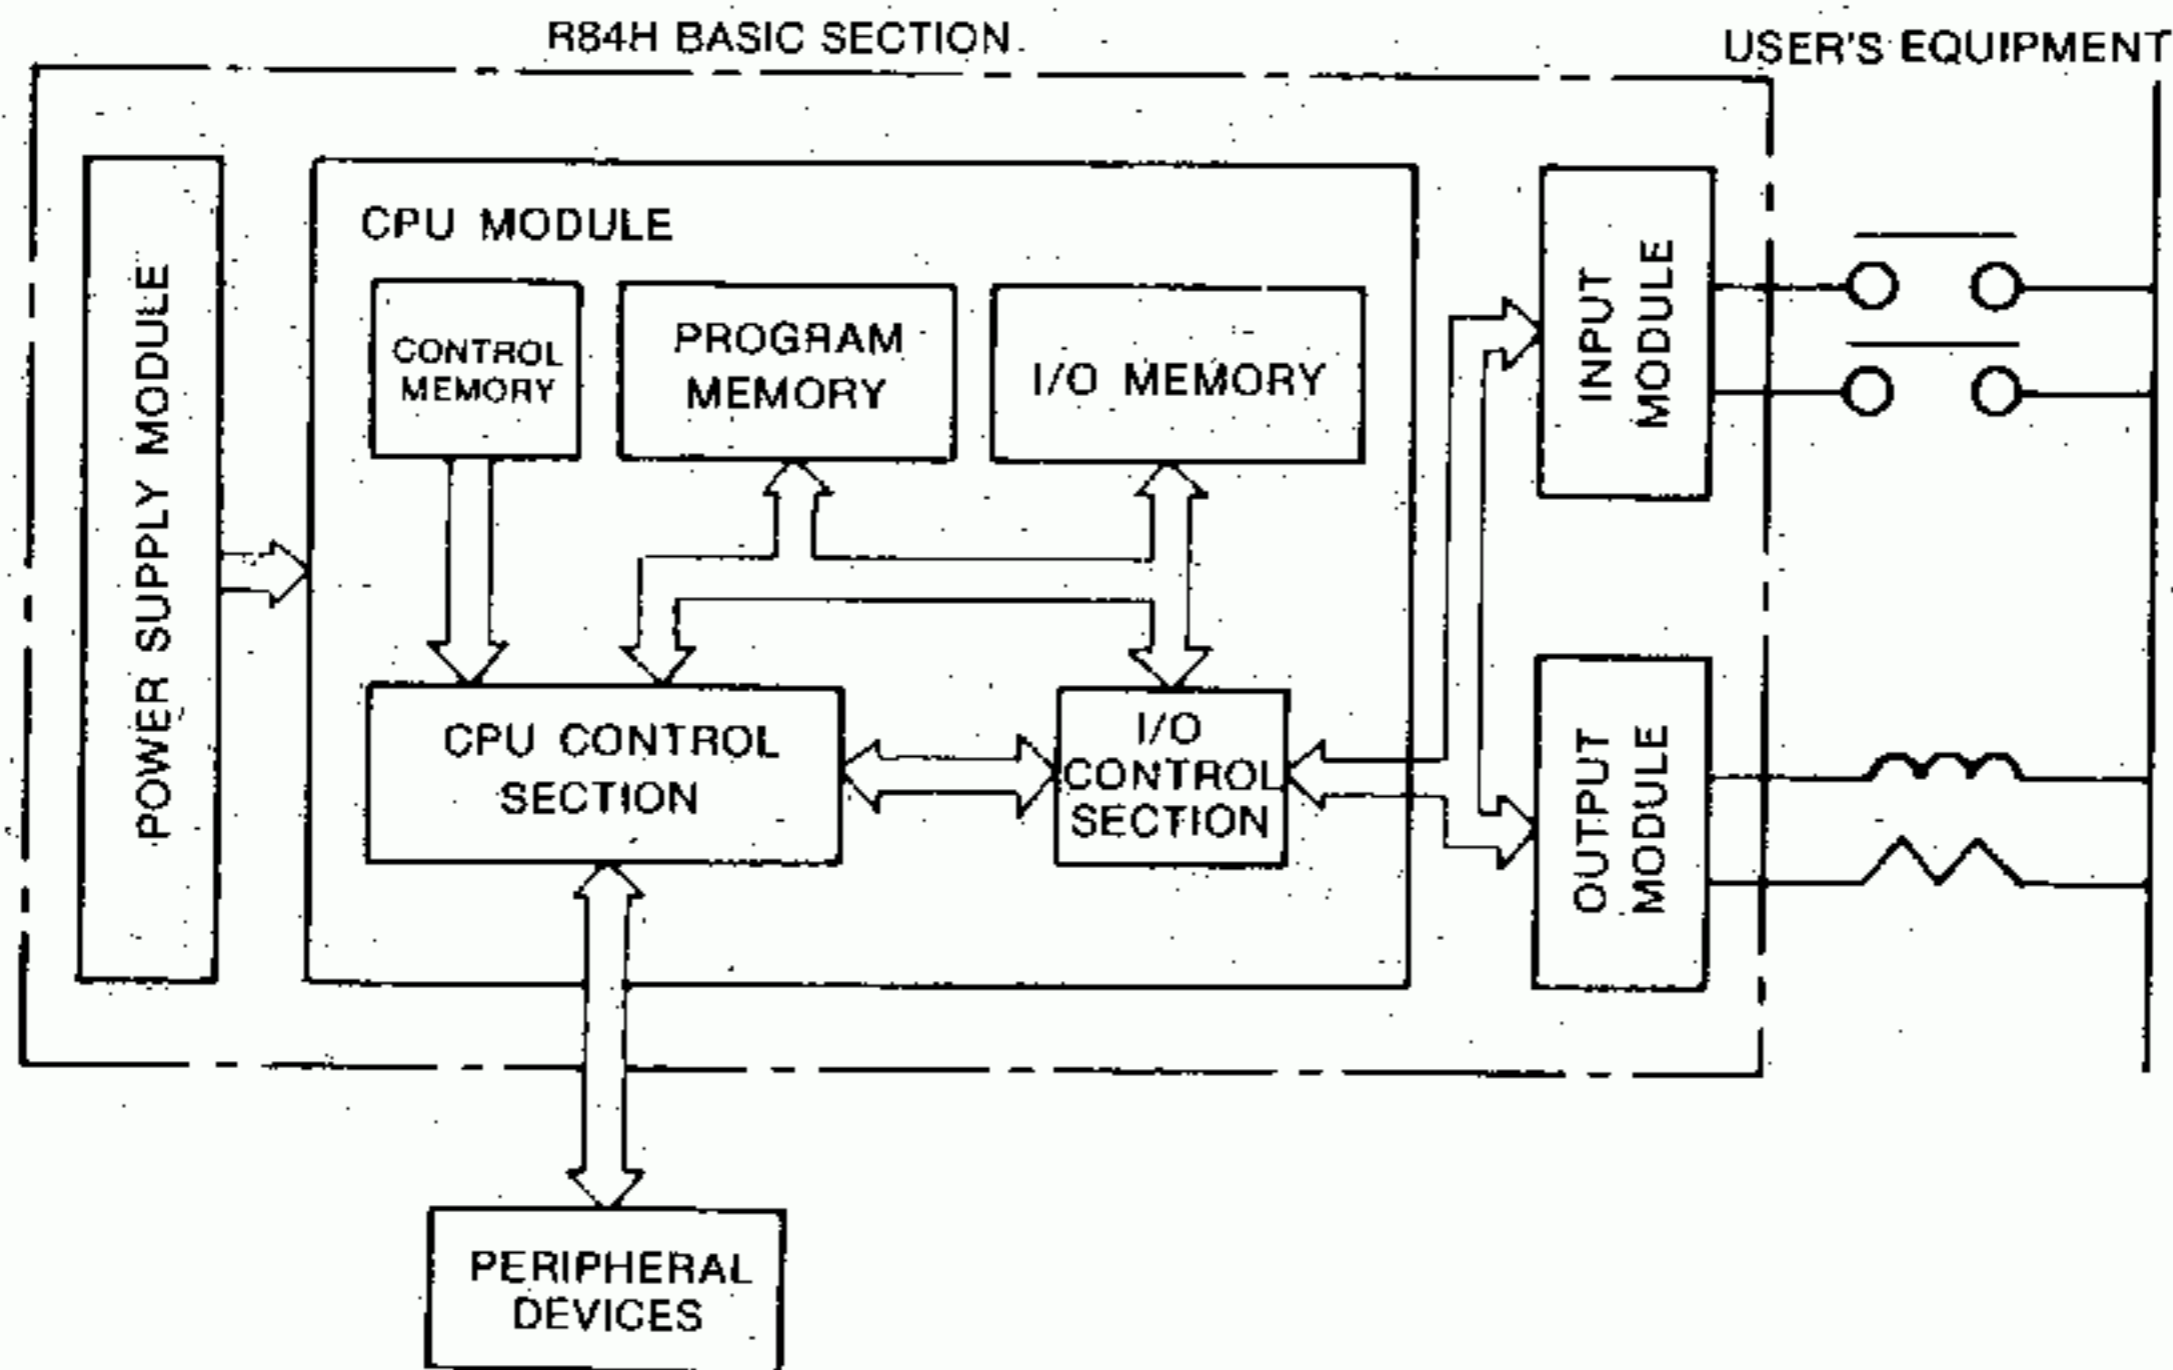 R84H BASIC SECTION
USER'S EQUIPMENT
POWER SUPPLY MODULE
CPU MODULE
CONTROL
MEMORY
PROGRAM
MEMORY
I/O MEMORY
INPUT
MODULE
CPU CONTROL
SECTION
I/O
CONTROL
SECTION
OUTPUT
MODULE
PERIPHERAL
DEVICES